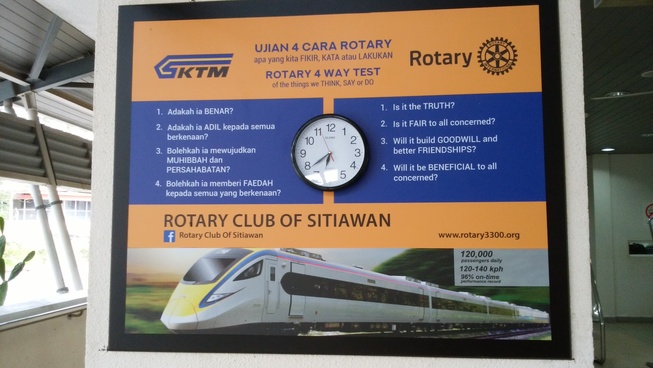 KTM
UJIAN 4 CARA ROTARY
apa yang kita FIKIR, KATA atau LAKUKAN
ROTARY 4 WAY TEST
of the things we THINK, SAY or DO
Rotary
1. Adakah ia BENAR?
2. Adakah ia ADIL kepada semua
berkenaan?
3. Bolehkah ia mewujudkan
MUHIBBAH dan
PERSAHABATAN?
4. Bolehkah ia memberi FAEDAH
kepada semua yang berkenaan?
12
1
2
3
4
5
6
7
8
9
10
11
1. Is it the TRUTH?
2. Is it FAIR to all concerned?
3. Will it build GOODWILL and
better FRIENDSHIPS?
4. Will it be BENEFICIAL to all
concerned?
ROTARY CLUB OF SITIAWAN
f Rotary Club Of Sitiawan
www.rotary3300.org
120,000
passengers daily
120-140 kph
96% on-time
performance record